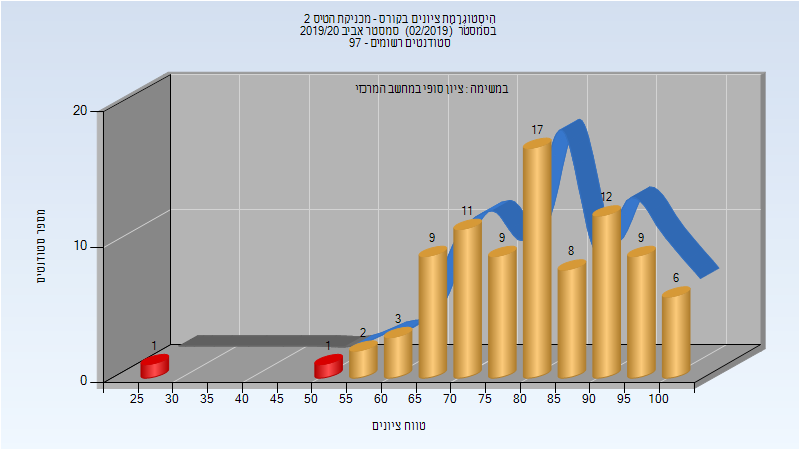 היסטוגרמת ציונים בקורס - מכניקת הטיס 2
בסמסטר (02/2019) סמסטר אביב 2019/20
סטודנטים רשומים - 97
במשימה : ציון סופי במחשב המרכזי
מספר סטודנטים
20
10
0
1
1
2
3
9
11
9
17
8
12
9
6
25 30 35 40 45 50 55 60 65 70 75 80 85 90 95 100
טווח ציונים